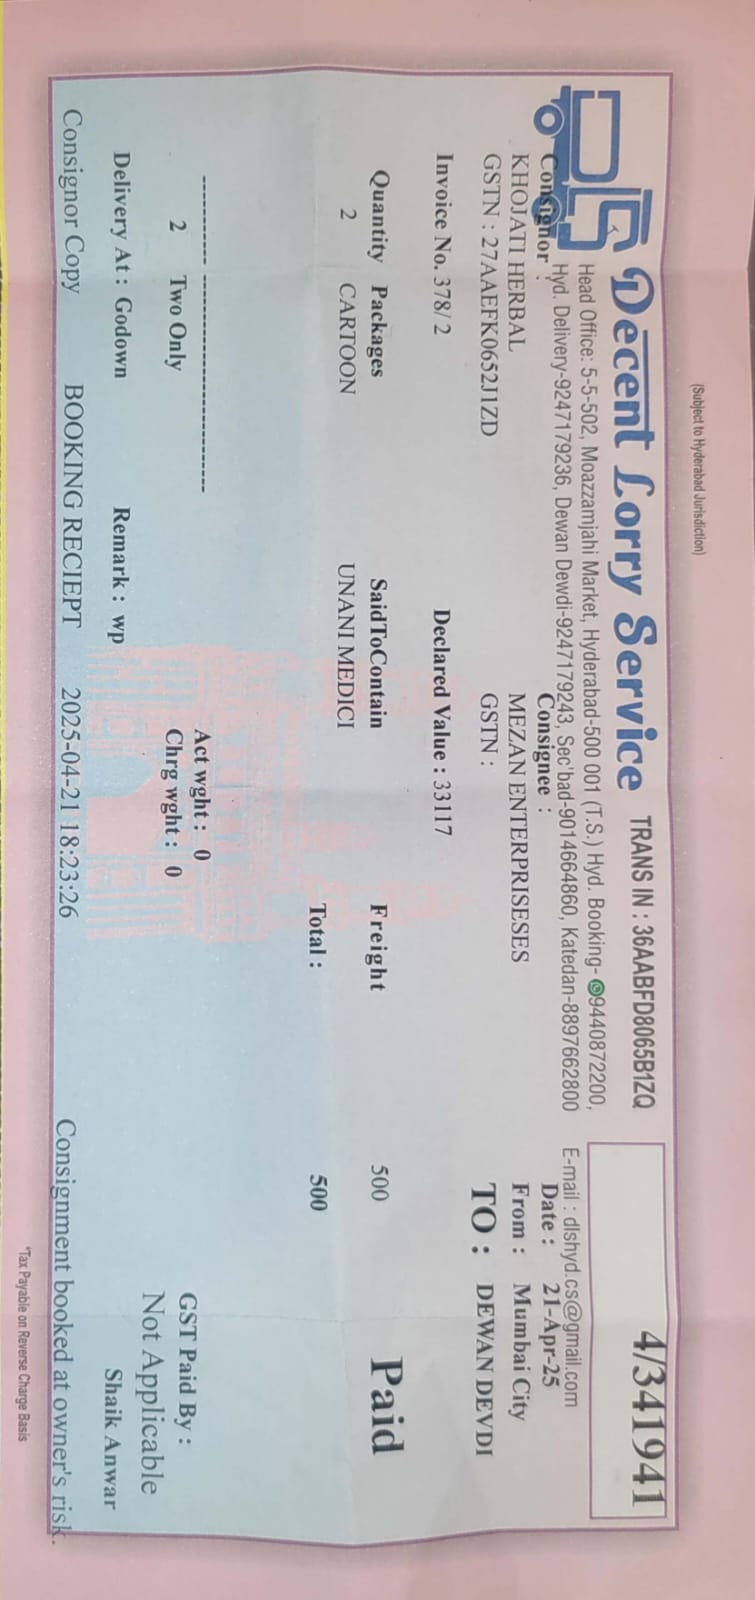 (Subject to Hyderabad Jurisdiction)
Decent Lorry Service TRANS IN : 36AABFD8065B1ZQ 4/341941
Head Office: 5-5-502, Moazzamjahi Market, Hyderabad-500 001 (T.S.) Hyd. Booking- 9440872200,
Hyd. Delivery-9247179236, Dewan Dewdi-9247179243, Sec'bad-9014664860, Katedan-8897662800 E-mail : dlshyd.cs@gmail.com
Consignor : Consignee : Date : 21-Apr-25
KHOJATI HERBAL MEZAN ENTERPRISESES From : Mumbai City
GSTN : 27AAEFK0652J1ZD GSTN : TO : DEWAN DEVDI
Invoice No. 378/2 Declared Value : 33117
Quantity Packages SaidToContain Freight 500 Paid
2 CARTOON UNANI MEDICI
Total : 500
2 Two Only Act wght : 0 GST Paid By :
Chrg wght : 0 Not Applicable
Delivery At : Godown Remark : wp Shaik Anwar
Consignor Copy BOOKING RECIEPT 2025-04-21 18:23:26 Consignment booked at owner's risk.
*Tax Payable on Reverse Charge Basis